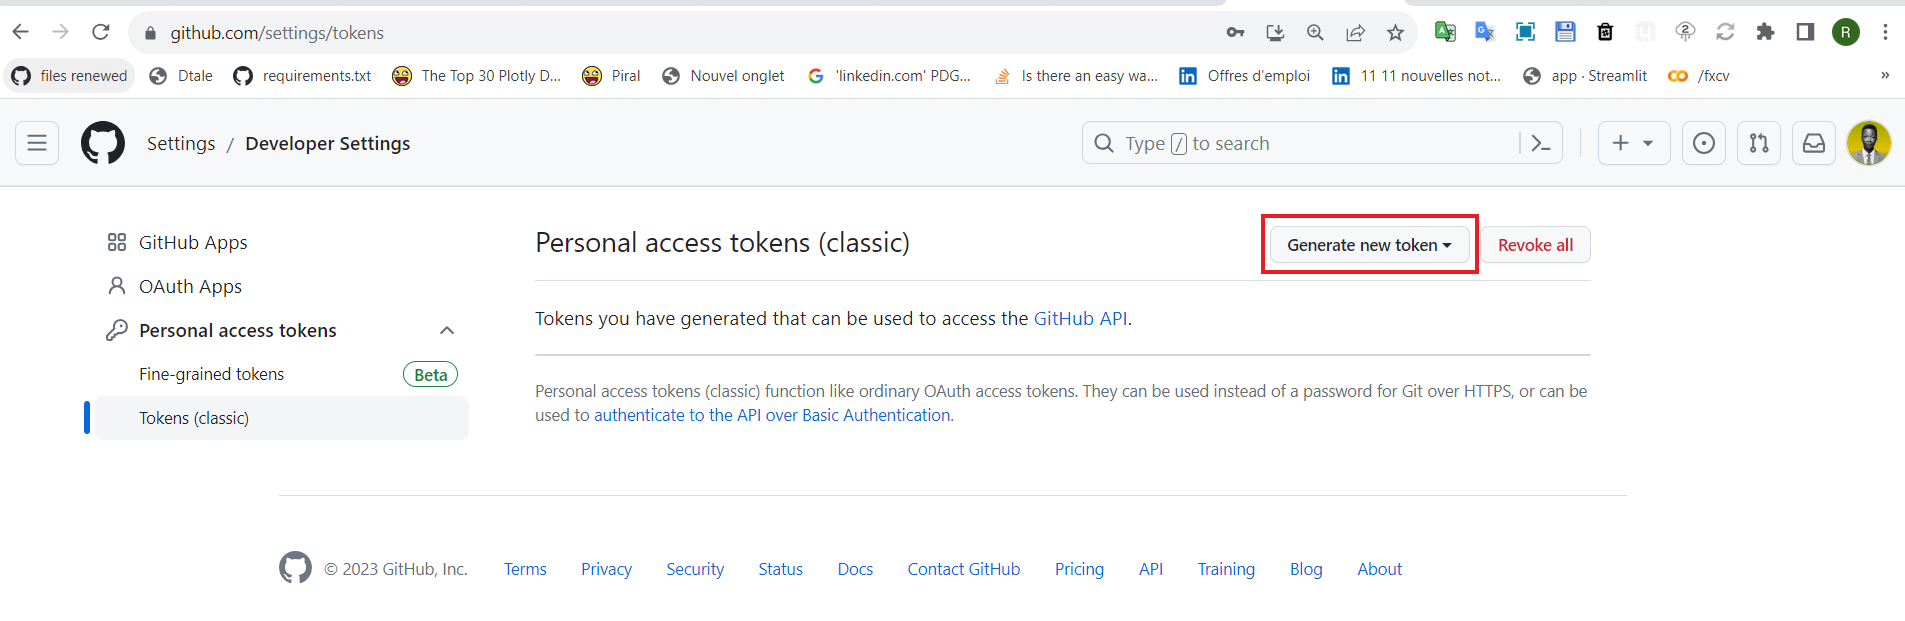 github.com/settings/tokens
R
files renewed Dtale requirements.txt The Top 30 Plotly D... Piral Nouvel onglet 'linkedin.com' PDG... Is there an easy wa... Offres d'emploi 11 11 nouvelles not... app · Streamlit /fxcv »
Settings / Developer Settings Type / to search
GitHub Apps
OAuth Apps
Personal access tokens
Fine-grained tokens Beta
Tokens (classic)
Personal access tokens (classic) Generate new token Revoke all
Tokens you have generated that can be used to access the GitHub API.
Personal access tokens (classic) function like ordinary OAuth access tokens. They can be used instead of a password for Git over HTTPS, or can be
used to authenticate to the API over Basic Authentication.
© 2023 GitHub, Inc. Terms Privacy Security Status Docs Contact GitHub Pricing API Training Blog About